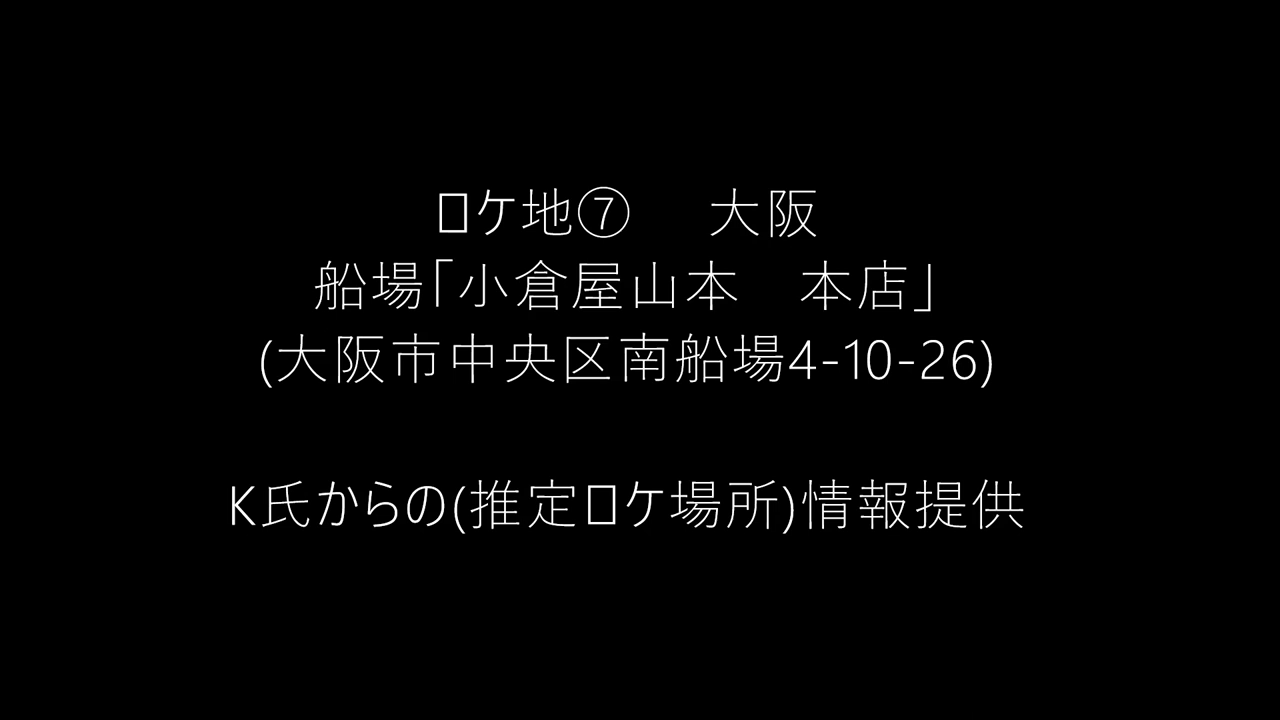 ロケ地⑦　大阪
船場「小倉屋山本　本店」
(大阪市中央区南船場4-10-26)
K氏からの(推定ロケ場所)情報提供